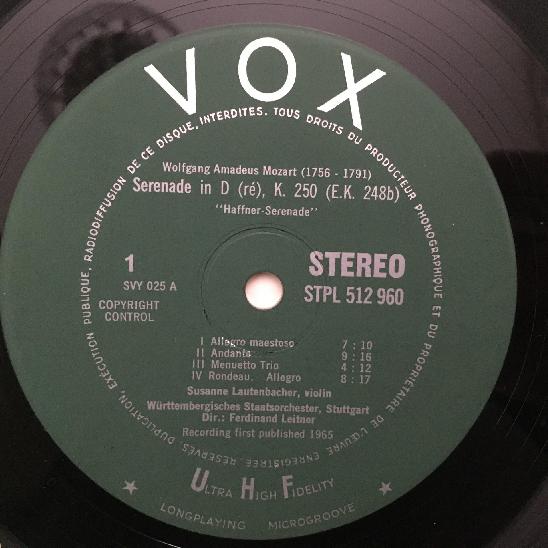 VOX
EXÉCUTION PUBLIQUE, RADIODIFFUSION DE CE DISQUE, INTERDITES. TOUS DROITS DU PRODUCTEUR PHONOGRAPHIQUE ET DU PROPRIÉTAIRE DE L'ŒUVRE ENREGISTRÉE RÉSERVÉS DUPLICATION,
Wolfgang Amadeus Mozart (1756 - 1791)
Serenade in D (ré), K. 250 (E.K. 248b)
"Haffner-Serenade"
1
SVY 025 A
COPYRIGHT
CONTROL
STEREO
STPL 512 960
I Allegro maestoso 7 : 10
II Andante 9 : 16
III Menuetto Trio 4 : 12
IV Rondeau. Allegro 8 : 17
Susanne Lautenbacher, violin
Württembergisches Staatsorchester, Stuttgart
Dir.: Ferdinand Leitner
Recording first published 1965
ULTRA HIGH FIDELITY
LONGPLAYING MICROGROOVE